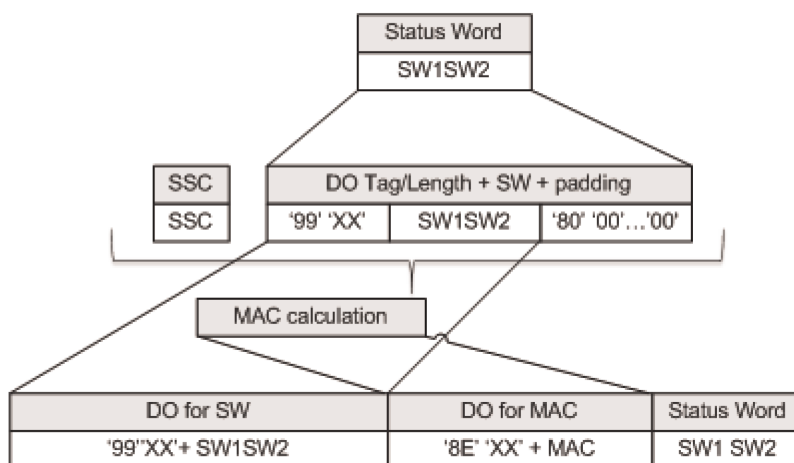 Status Word
SW1SW2
SSC DO Tag/Length + SW + padding
SSC '99' 'XX' SW1SW2 '80' '00'...'00'
MAC calculation
DO for SW DO for MAC Status Word
'99''XX'+ SW1SW2 '8E' 'XX' + MAC SW1 SW2